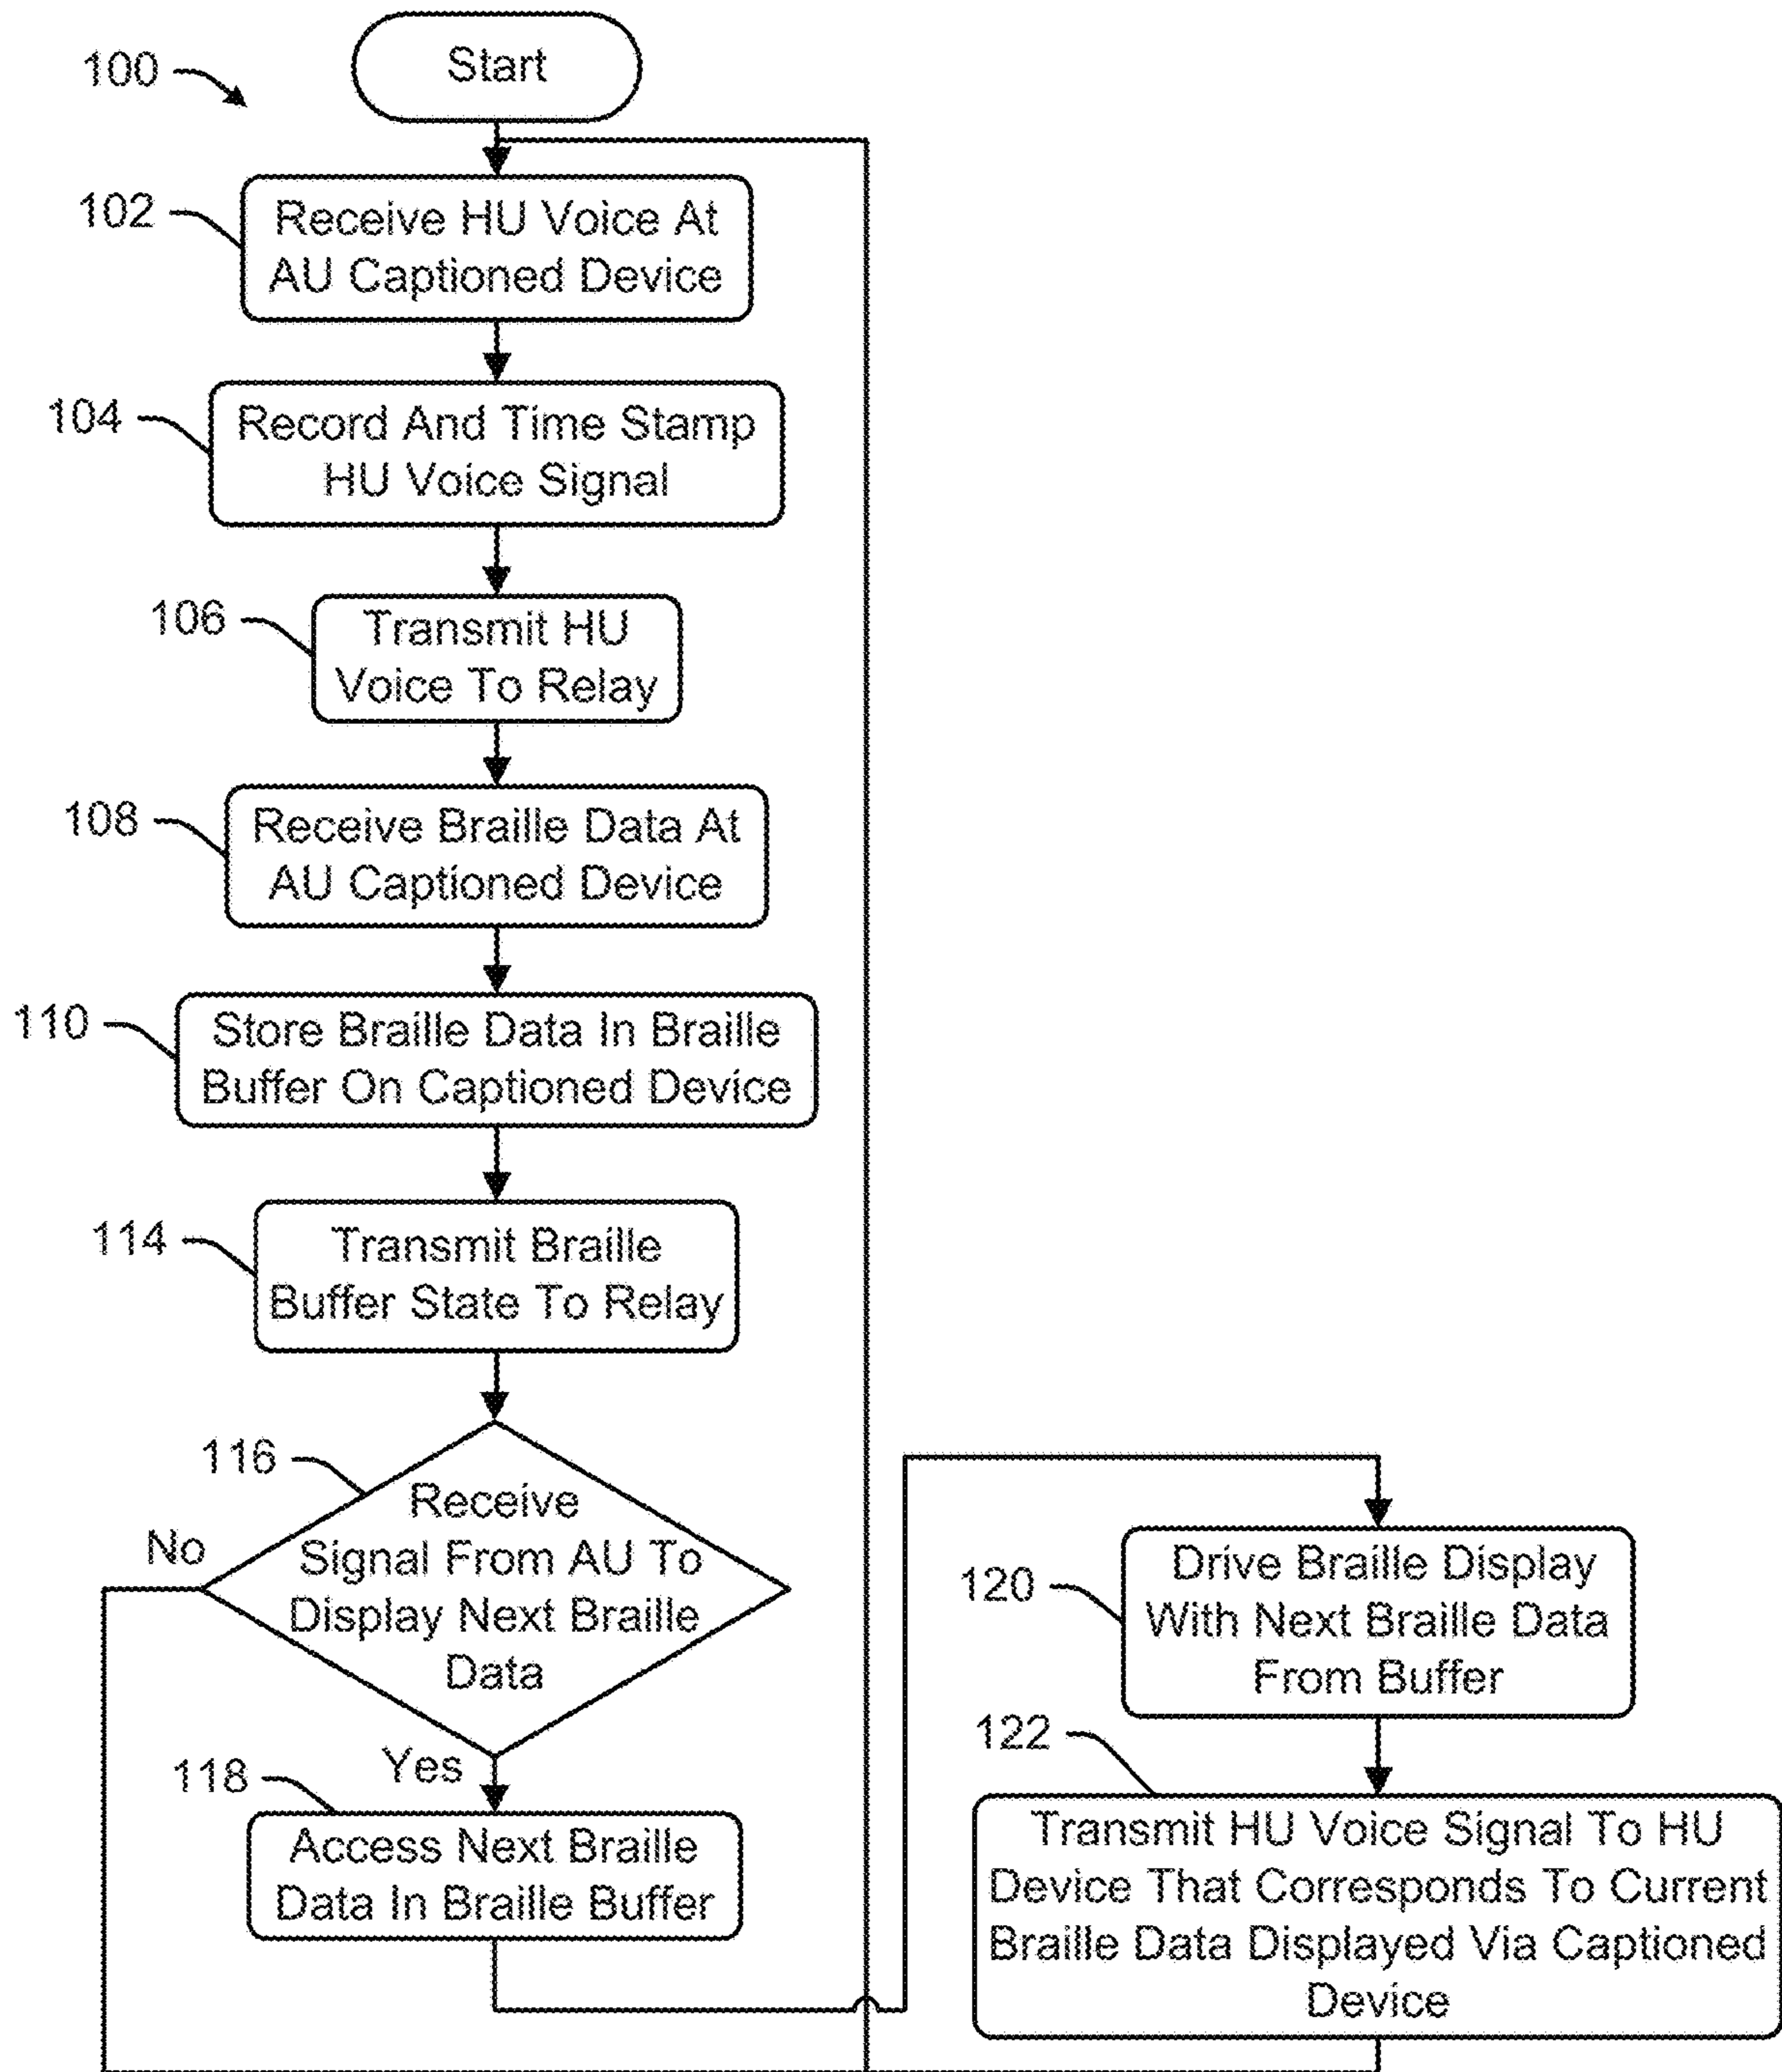 100
Start
102
Receive HU Voice At
AU Captioned Device
104
Record And Time Stamp
HU Voice Signal
106
Transmit HU
Voice To Relay
108
Receive Braille Data At
AU Captioned Device
110
Store Braille Data In Braille
Buffer On Captioned Device
114
Transmit Braille
Buffer State To Relay
116
Receive
Signal From AU To
Display Next Braille
Data
No
Yes
118
Access Next Braille
Data In Braille Buffer
120
Drive Braille Display
With Next Braille Data
From Buffer
122
Transmit HU Voice Signal To HU
Device That Corresponds To Current
Braille Data Displayed Via Captioned
Device